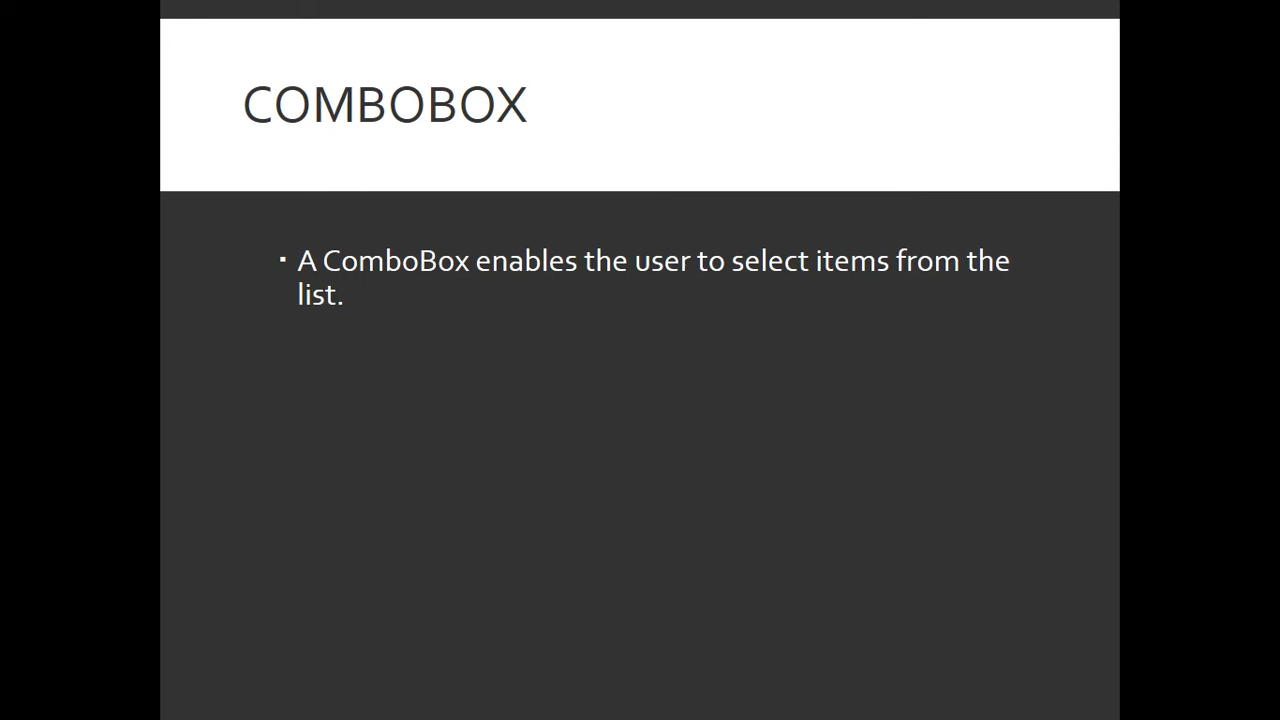 COMBOBOX
▪ A ComboBox enables the user to select items from the
list.